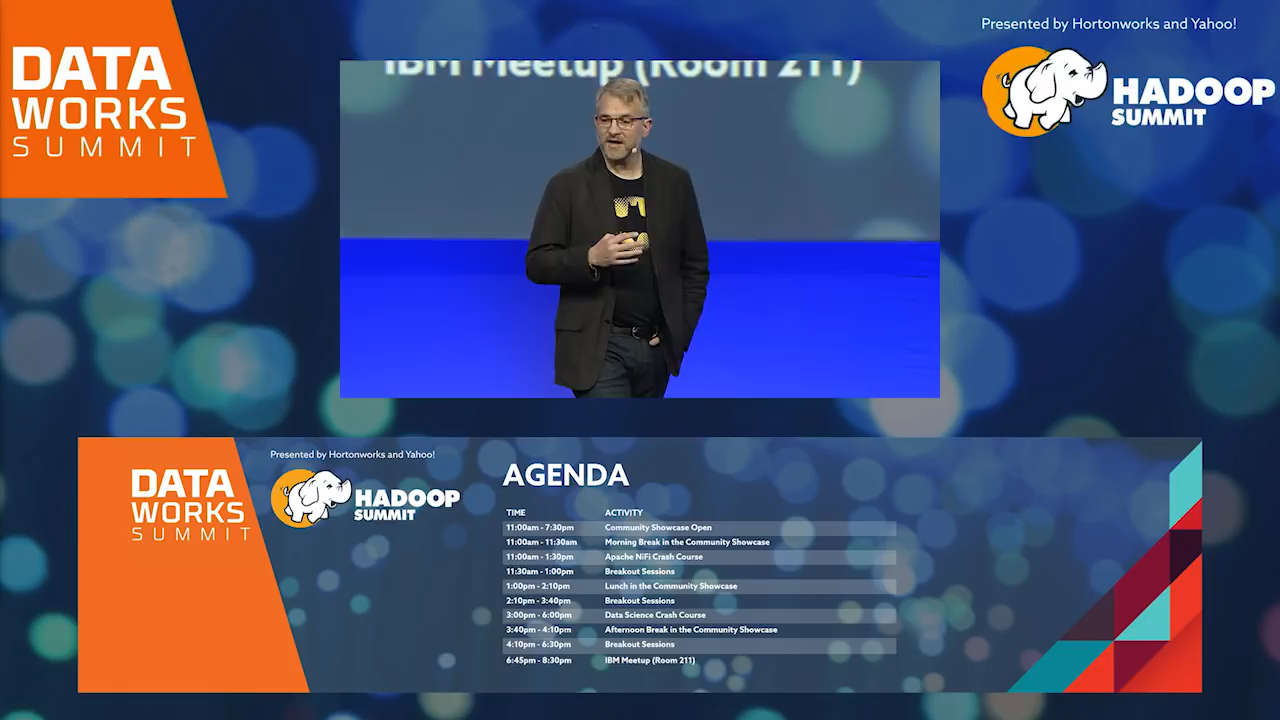 DATA
WORKS
SUMMIT
Presented by Hortonworks and Yahoo!
HADOOP
SUMMIT
IBM Meetup (Room 211)
DATA
WORKS
SUMMIT
Presented by Hortonworks and Yahoo!
HADOOP
SUMMIT
AGENDA
TIME ACTIVITY
11:00am - 7:30pm Community Showcase Open
11:00am - 11:30am Morning Break in the Community Showcase
11:00am - 1:30pm Apache NiFi Crash Course
11:30am - 1:00pm Breakout Sessions
1:00pm - 2:10pm Lunch in the Community Showcase
2:10pm - 3:40pm Breakout Sessions
3:00pm - 6:00pm Data Science Crash Course
3:40pm - 4:10pm Afternoon Break in the Community Showcase
4:10pm - 6:30pm Breakout Sessions
6:45pm - 8:30pm IBM Meetup (Room 211)